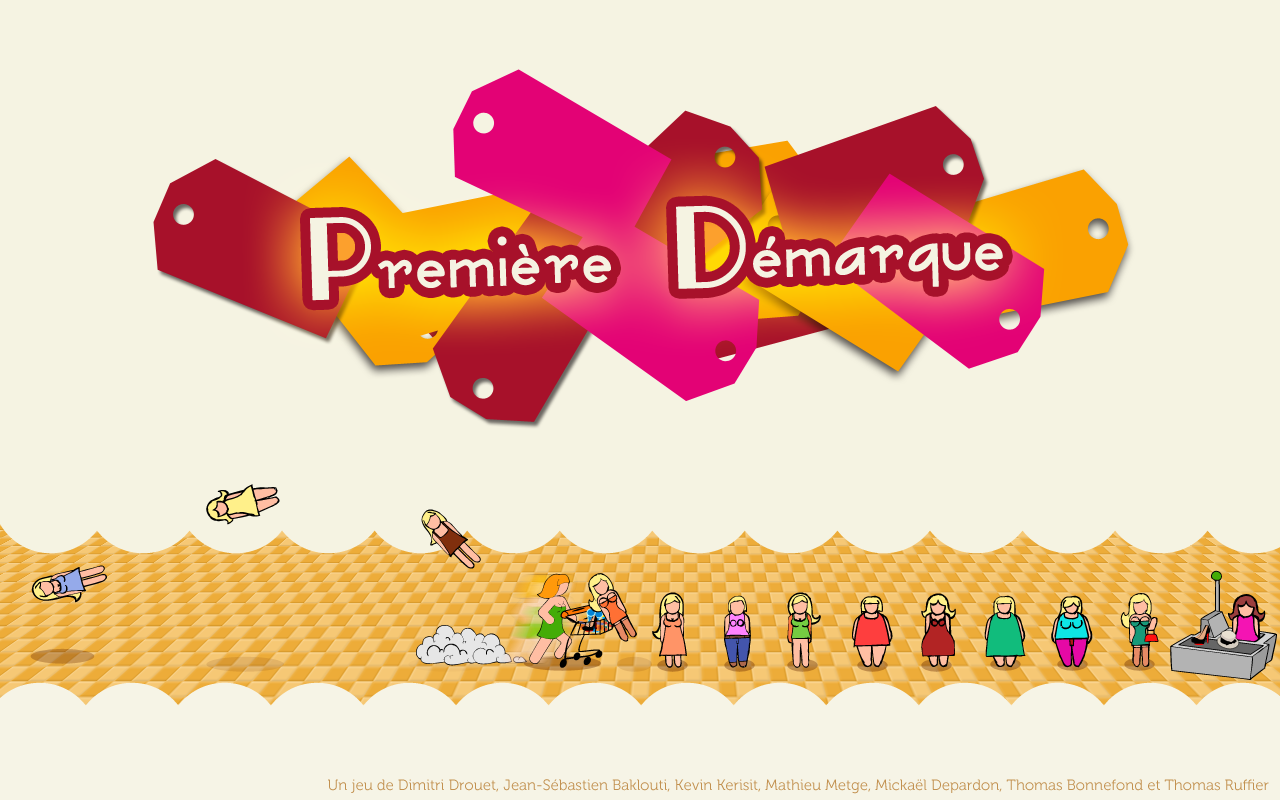 Première Démarque
Un jeu de Dimitri Drouet, Jean-Sébastien Baklouti, Kevin Kerisit, Mathieu Metge, Mickaël Depardon, Thomas Bonnefond et Thomas Ruffier